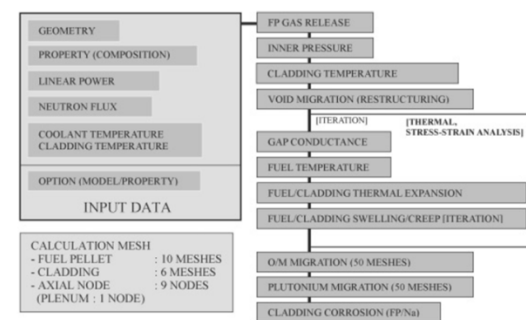 GEOMETRY
PROPERTY (COMPOSITION)
LINEAR POWER
NEUTRON FLUX
COOLANT TEMPERATURE
CLADDING TEMPERATURE
OPTION (MODEL/PROPERTY)
INPUT DATA
CALCULATION MESH
- FUEL PELLET : 10 MESHES
- CLADDING : 6 MESHES
- AXIAL NODE : 9 NODES
(PLENUM : 1 NODE)
FP GAS RELEASE
INNER PRESSURE
CLADDING TEMPERATURE
VOID MIGRATION (RESTRUCTURING)
[ITERATION]
[THERMAL,
STRESS-STRAIN ANALYSIS]
GAP CONDUCTANCE
FUEL TEMPERATURE
FUEL/CLADDING THERMAL EXPANSION
FUEL/CLADDING SWELLING/CREEP [ITERATION]
O/M MIGRATION (50 MESHES)
PLUTONIUM MIGRATION (50 MESHES)
CLADDING CORROSION (FP/Na)